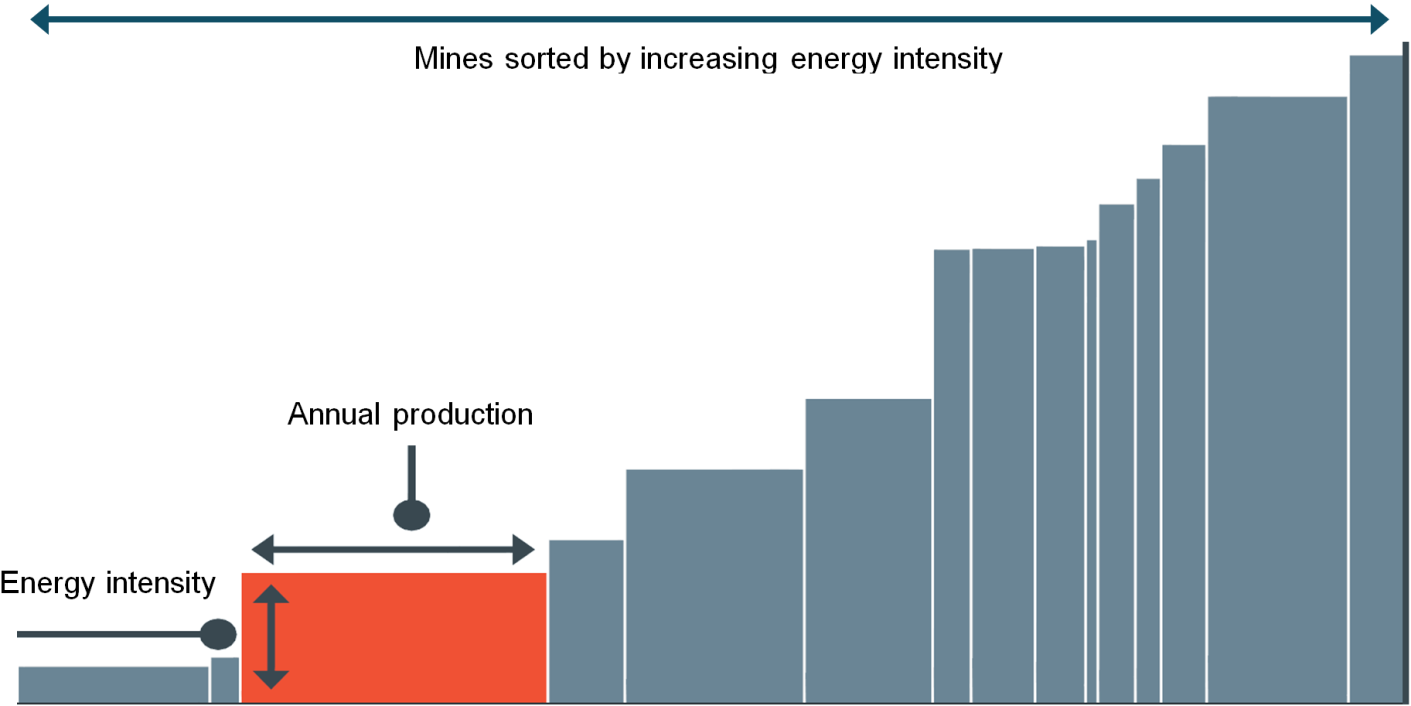 Mines sorted by increasing energy intensity
Annual production
Energy intensity